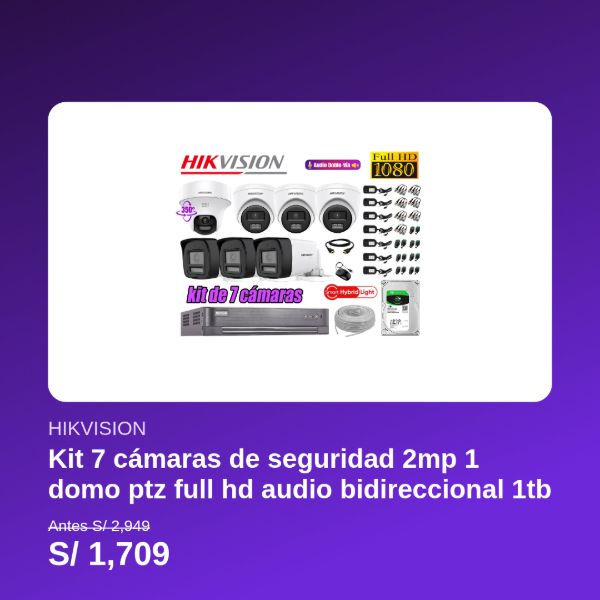 HIKVISION
Audio Doble Vía
Full HD
1080
350°
kit de 7 cámaras
Smart Hybrid Light
HIKVISION
Kit 7 cámaras de seguridad 2mp 1
domo ptz full hd audio bidireccional 1tb
Antes S/ 2,949
S/ 1,709